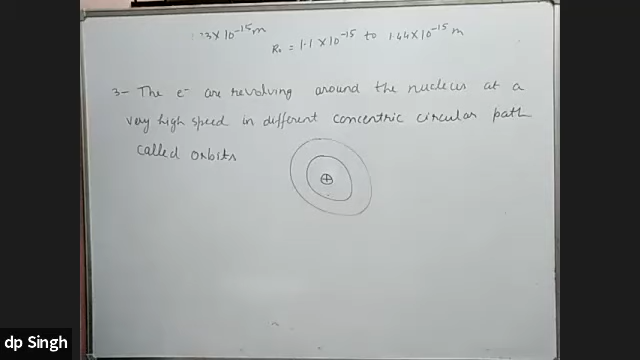 .3 × 10⁻¹⁵ m
R₀ = 1.1 × 10⁻¹⁵ to 1.44 × 10⁻¹⁵ m
3- The e⁻ are revolving around the nucleus at a
very high speed in different concentric circular path
called orbits
+
dp Singh